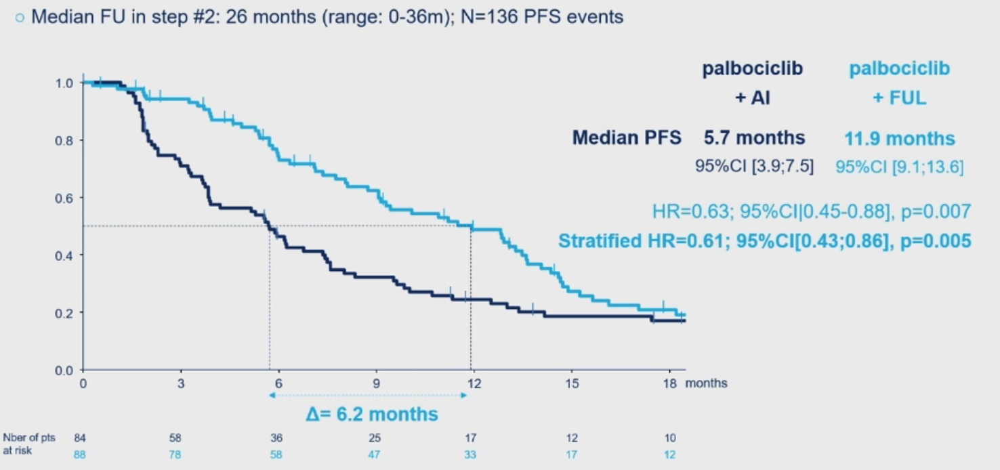 ○ Median FU in step #2: 26 months (range: 0-36m); N=136 PFS events
palbociclib palbociclib
+ AI + FUL
Median PFS 5.7 months 11.9 months
95%CI [3.9;7.5] 95%CI [9.1;13.6]
HR=0.63; 95%CI|0.45-0.88], p=0.007
Stratified HR=0.61; 95%CI[0.43;0.86], p=0.005
1.0
0.8
0.6
0.4
0.2
0.0
0 3 6 9 12 15 18 months
Δ= 6.2 months
Nber of pts
at risk
84 58 36 25 17 12 10
88 78 58 47 33 17 12